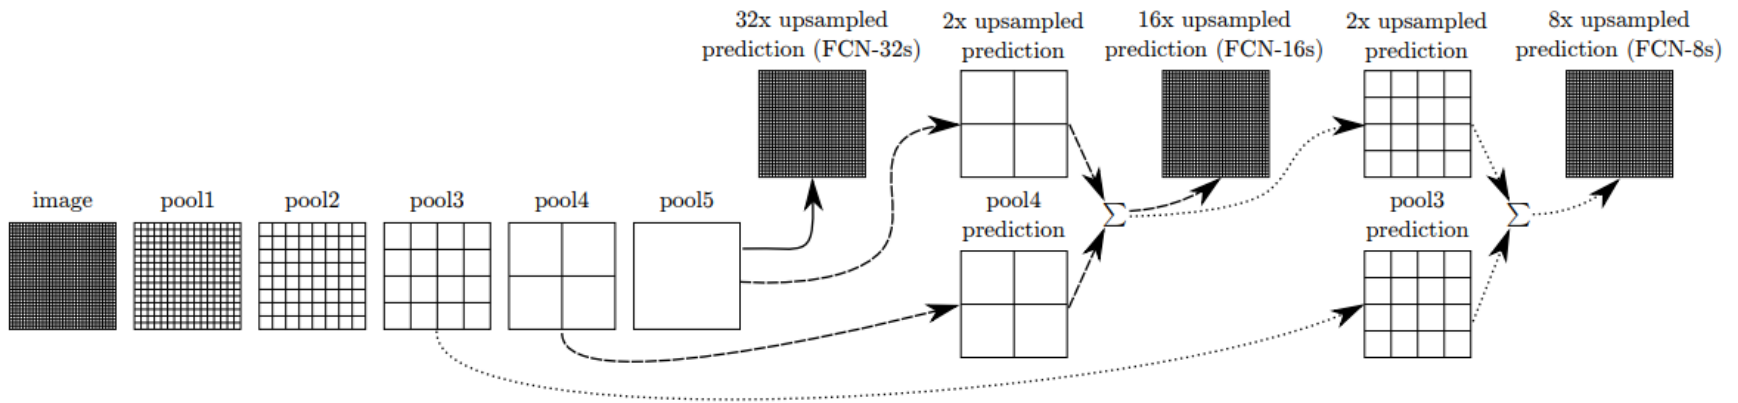 32x upsampled
prediction (FCN-32s)
2x upsampled
prediction
16x upsampled
prediction (FCN-16s)
2x upsampled
prediction
8x upsampled
prediction (FCN-8s)
image
pool1
pool2
pool3
pool4
pool5
pool4
prediction
∑
pool3
prediction
∑